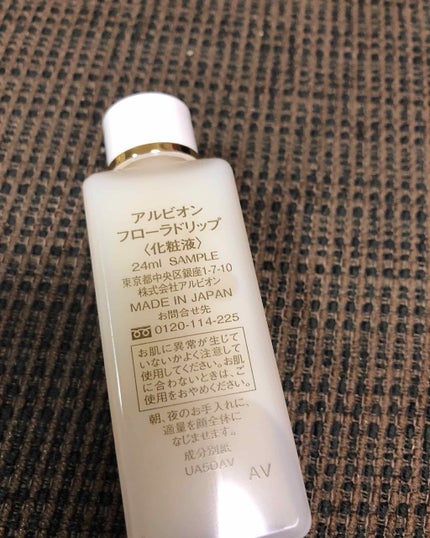 アルビオン
フローラドリップ
〈化粧液〉
24ml SAMPLE
東京都中央区銀座1-7-10
株式会社アルビオン
MADE IN JAPAN
お問合せ先
0120-114-225
お肌に異常が生じて
いないかよく注意して
使用してください。お肌
に合わないときは、ご
使用をおやめください。
朝、夜のお手入れに、
適量を顔全体に
なじませます。
成分別紙
UA5DAV
AV